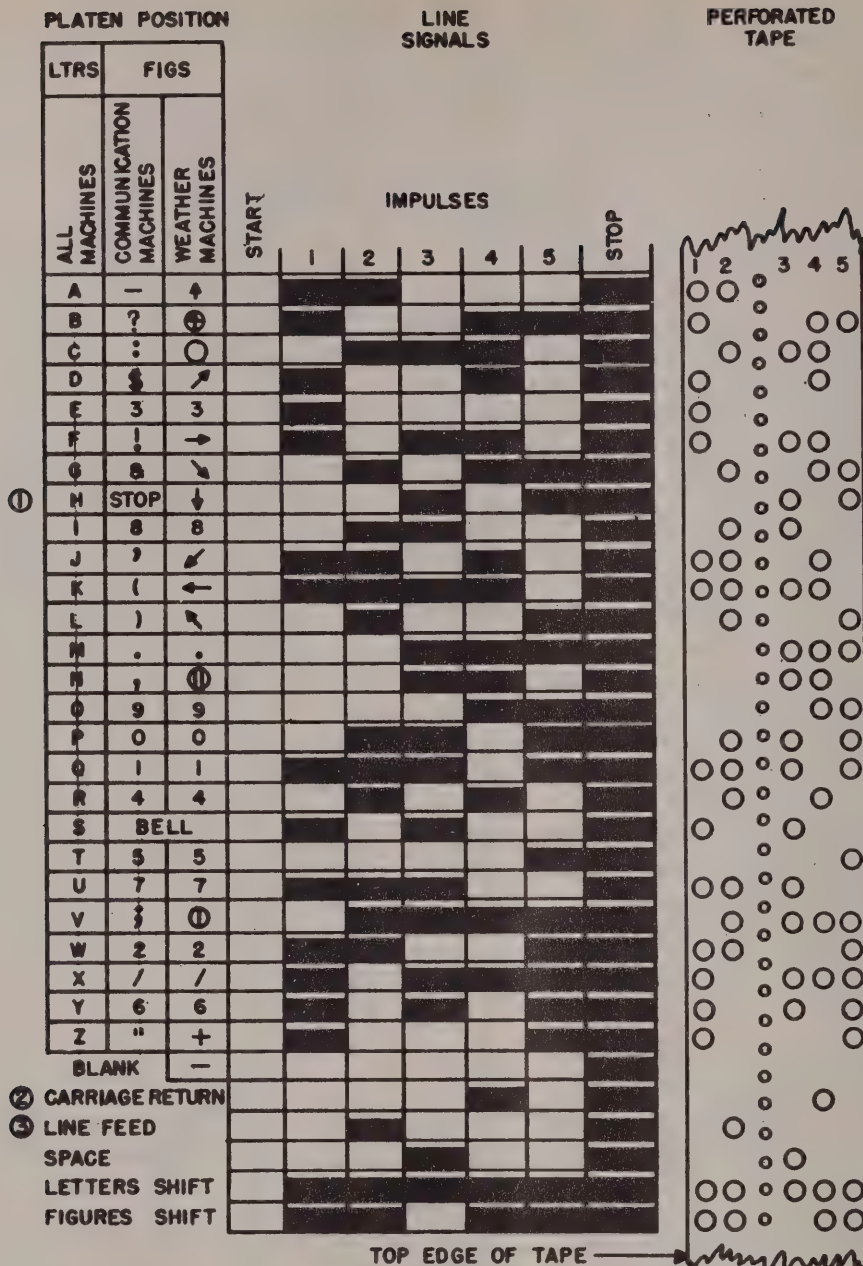 PLATEN POSITION
LINE
SIGNALS
PERFORATED
TAPE
LTRS FIGS
ALL
MACHINES
COMMUNICATION
MACHINES
WEATHER
MACHINES
START
IMPULSES
STOP
1 2 3 4 5
1 2 3 4 5
A - ↑
B ? ⊕
C : ○
D $ ↗
E 3 3
F ! →
G & ↘
① H STOP ↓
I 8 8
J ' ↙
K ( ←
L ) ↖
M . .
N , ⦷
O 9 9
P 0 0
Q 1 1
R 4 4
S BELL
T 5 5
U 7 7
V ; ⦶
W 2 2
X / /
Y 6 6
Z " +
BLANK -
② CARRIAGE RETURN
③ LINE FEED
SPACE
LETTERS SHIFT
FIGURES SHIFT
TOP EDGE OF TAPE